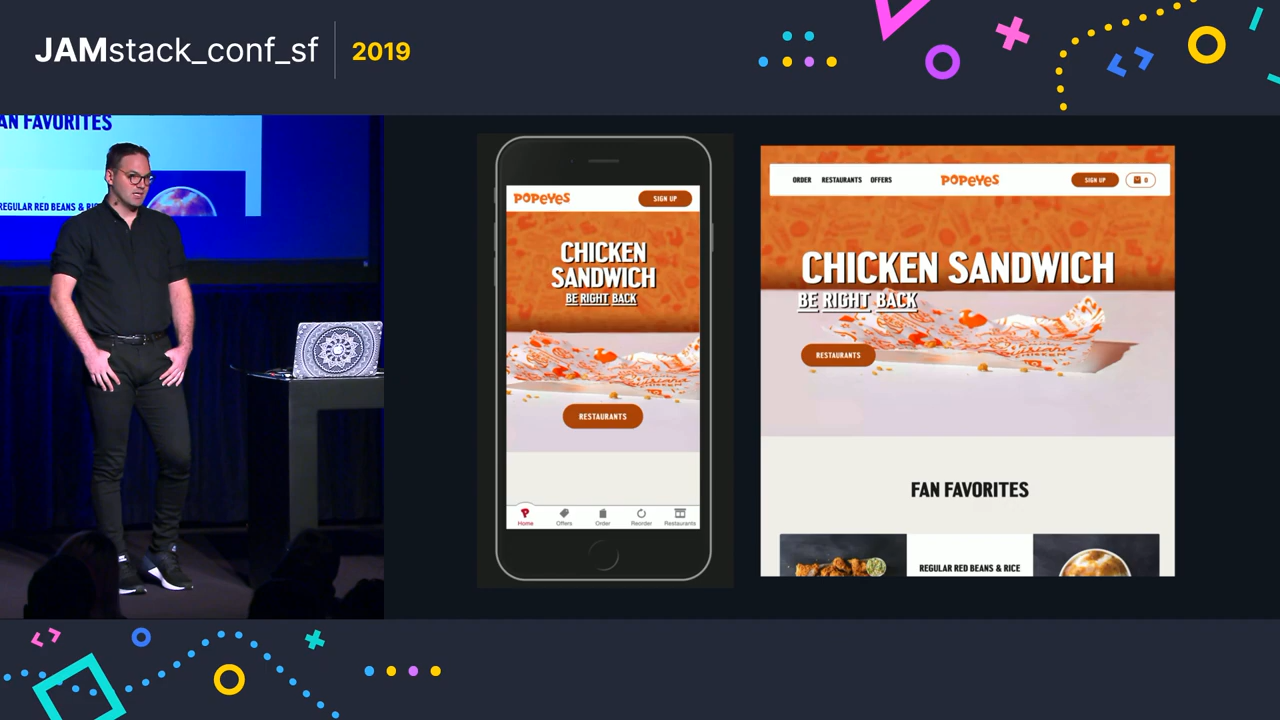 JAMstack_conf_sf
2019
AN FAVORITES
REGULAR RED BEANS & RIC
POPEYES
SIGN UP
CHICKEN
SANDWICH
BE RIGHT BACK
RESTAURANTS
Home
Offers
Order
Reorder
Restaurants
ORDER
RESTAURANTS
OFFERS
POPEYES
SIGN UP
0
CHICKEN SANDWICH
BE RIGHT BACK
RESTAURANTS
FAN FAVORITES
REGULAR RED BEANS & RICE